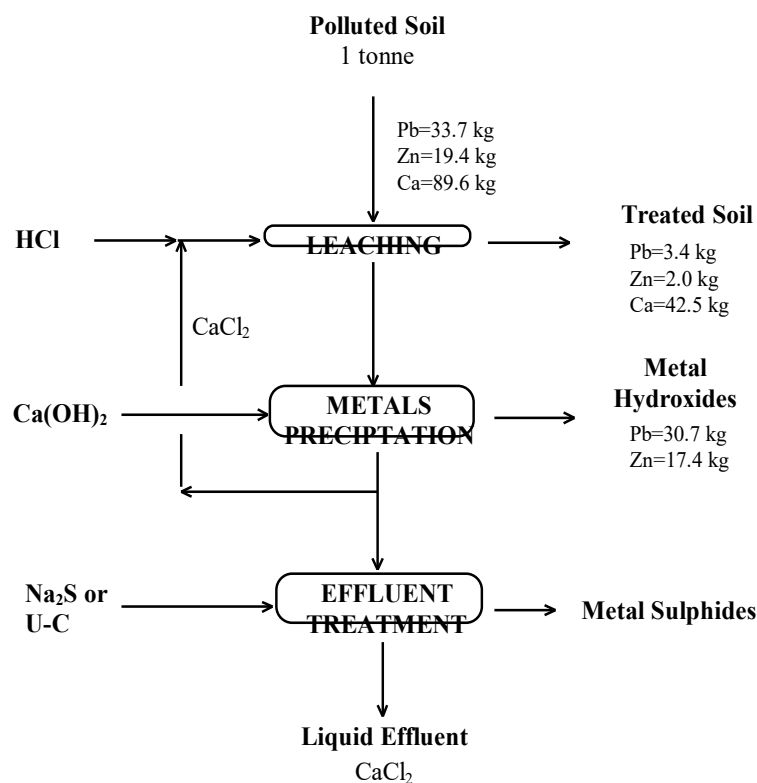 Polluted Soil
1 tonne
Pb=33.7 kg
Zn=19.4 kg
Ca=89.6 kg
HCl
LEACHING
Treated Soil
Pb=3.4 kg
Zn=2.0 kg
Ca=42.5 kg
CaCl₂
Ca(OH)₂
METALS
PRECIPTATION
Metal
Hydroxides
Pb=30.7 kg
Zn=17.4 kg
Na₂S or
U-C
EFFLUENT
TREATMENT
Metal Sulphides
Liquid Effluent
CaCl₂